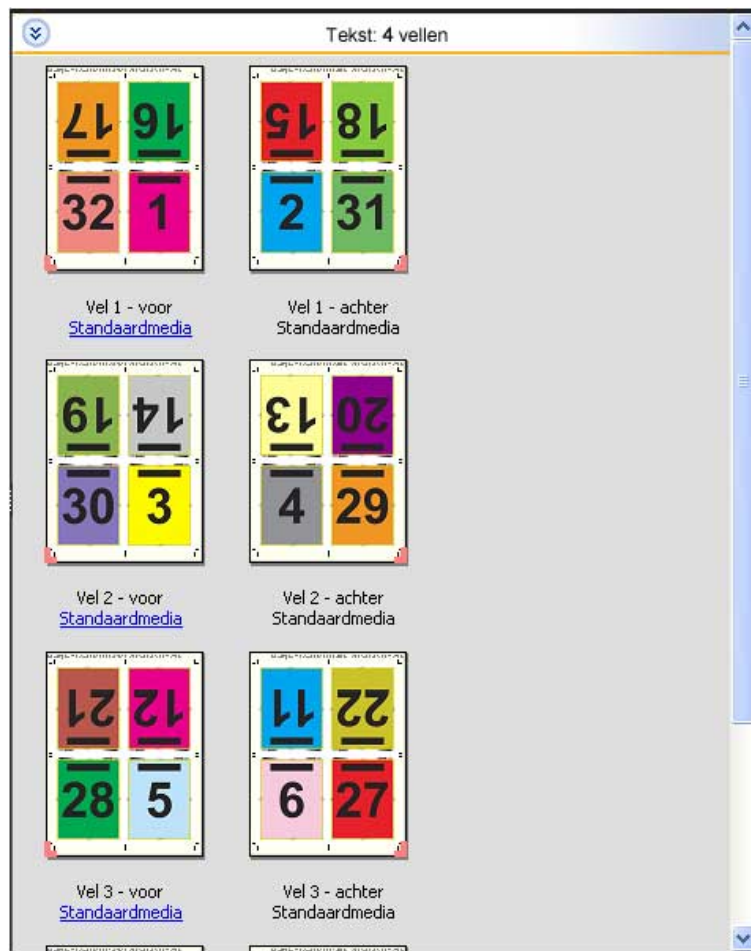 Tekst: 4 vellen
17 16 15 18
32 1 2 31
Vel 1 - voor Vel 1 - achter
Standaardmedia Standaardmedia
19 14 13 20
30 3 4 29
Vel 2 - voor Vel 2 - achter
Standaardmedia Standaardmedia
21 12 11 22
28 5 6 27
Vel 3 - voor Vel 3 - achter
Standaardmedia Standaardmedia